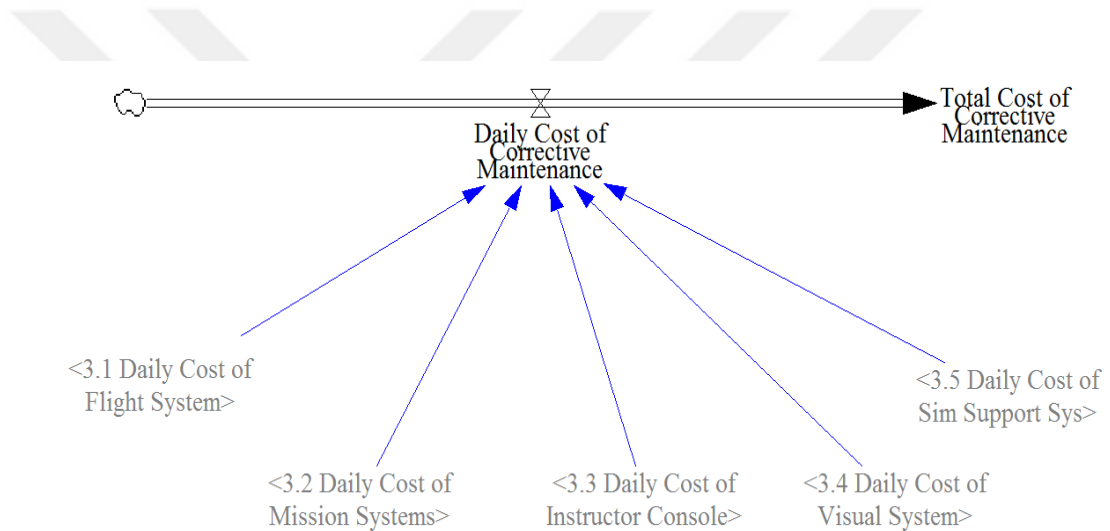 Total Cost of
Corrective
Maintenance
Daily Cost of
Corrective
Maintenance
<3.1 Daily Cost of
Flight System>
<3.5 Daily Cost of
Sim Support Sys>
<3.2 Daily Cost of
Mission Systems>
<3.3 Daily Cost of
Instructor Console>
<3.4 Daily Cost of
Visual System>